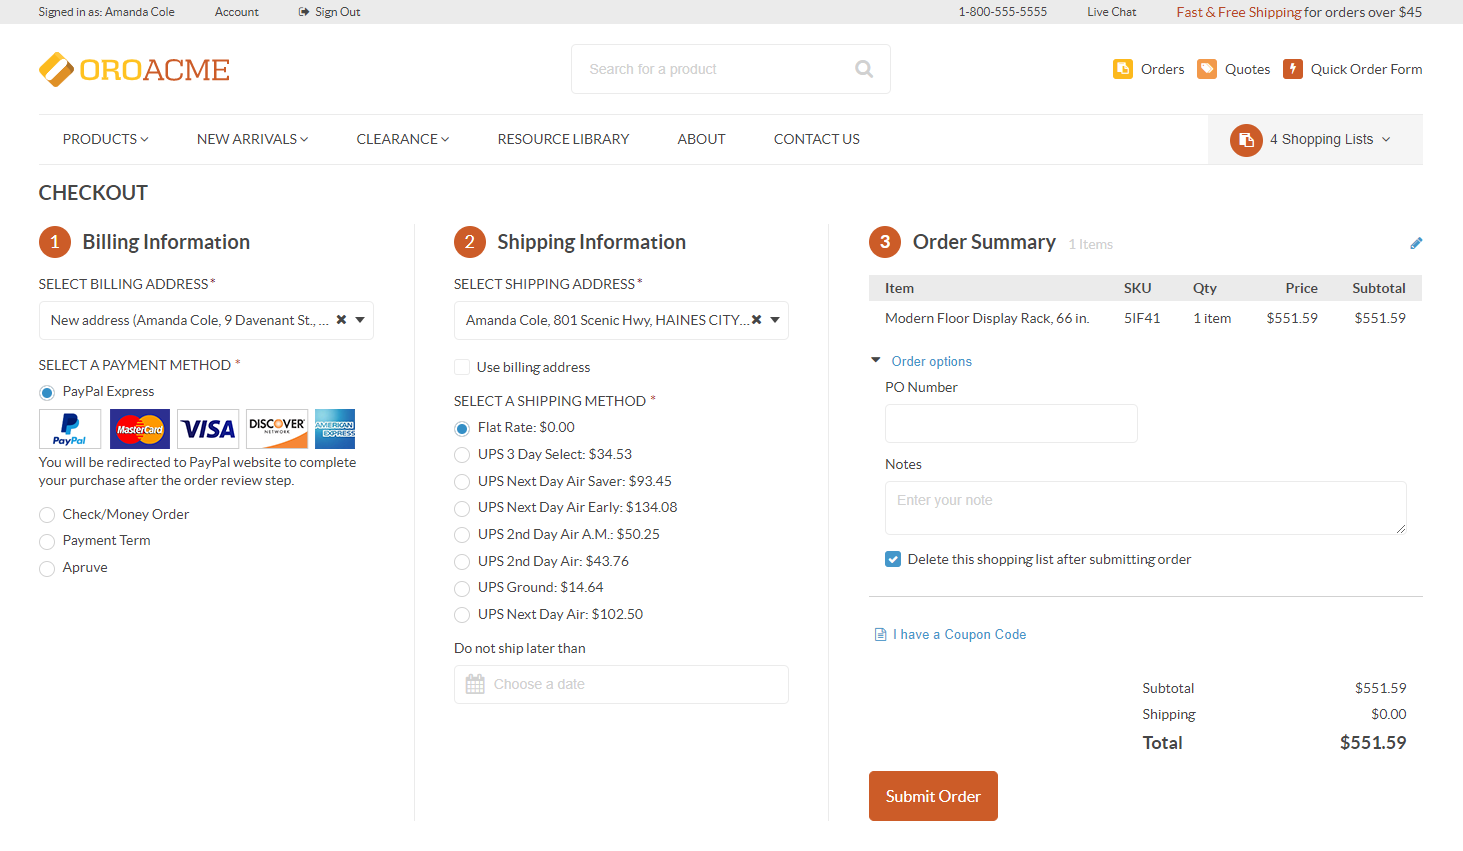 Signed in as: Amanda Cole Account Sign Out 1-800-555-5555 Live Chat Fast & Free Shipping for orders over $45
OROACME Search for a product Orders Quotes Quick Order Form
PRODUCTS NEW ARRIVALS CLEARANCE RESOURCE LIBRARY ABOUT CONTACT US 4 Shopping Lists
CHECKOUT
1 Billing Information
SELECT BILLING ADDRESS*
New address (Amanda Cole, 9 Davenant St., ...
SELECT A PAYMENT METHOD *
PayPal Express
PayPal MasterCard VISA DISCOVER NETWORK AMERICAN EXPRESS
You will be redirected to PayPal website to complete
your purchase after the order review step.
Check/Money Order
Payment Term
Apruve
2 Shipping Information
SELECT SHIPPING ADDRESS*
Amanda Cole, 801 Scenic Hwy, HAINES CITY...
Use billing address
SELECT A SHIPPING METHOD *
Flat Rate: $0.00
UPS 3 Day Select: $34.53
UPS Next Day Air Saver: $93.45
UPS Next Day Air Early: $134.08
UPS 2nd Day Air A.M.: $50.25
UPS 2nd Day Air: $43.76
UPS Ground: $14.64
UPS Next Day Air: $102.50
Do not ship later than
Choose a date
3 Order Summary 1 Items
Item SKU Qty Price Subtotal
Modern Floor Display Rack, 66 in. 5IF41 1 item $551.59 $551.59
Order options
PO Number
Notes
Enter your note
Delete this shopping list after submitting order
I have a Coupon Code
Subtotal $551.59
Shipping $0.00
Total $551.59
Submit Order